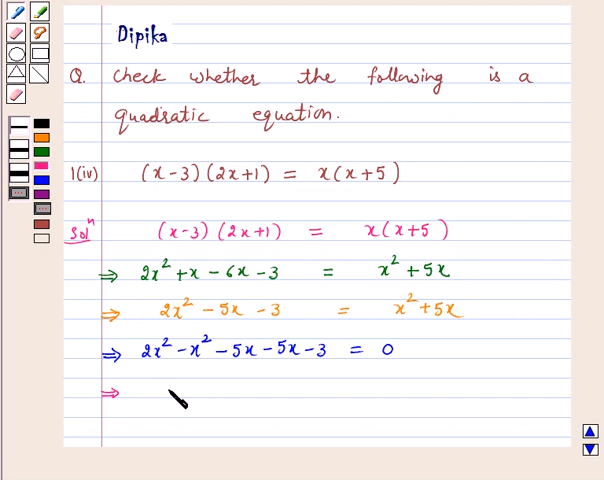 Dipika
Q. Check whether the following is a
quadratic equation.
1(iv) (x-3)(2x+1) = x(x+5)
Solⁿ (x-3)(2x+1) = x(x+5)
⇒ 2x² + x - 6x - 3 = x² + 5x
⇒ 2x² - 5x - 3 = x² + 5x
⇒ 2x² - x² - 5x - 5x - 3 = 0
⇒